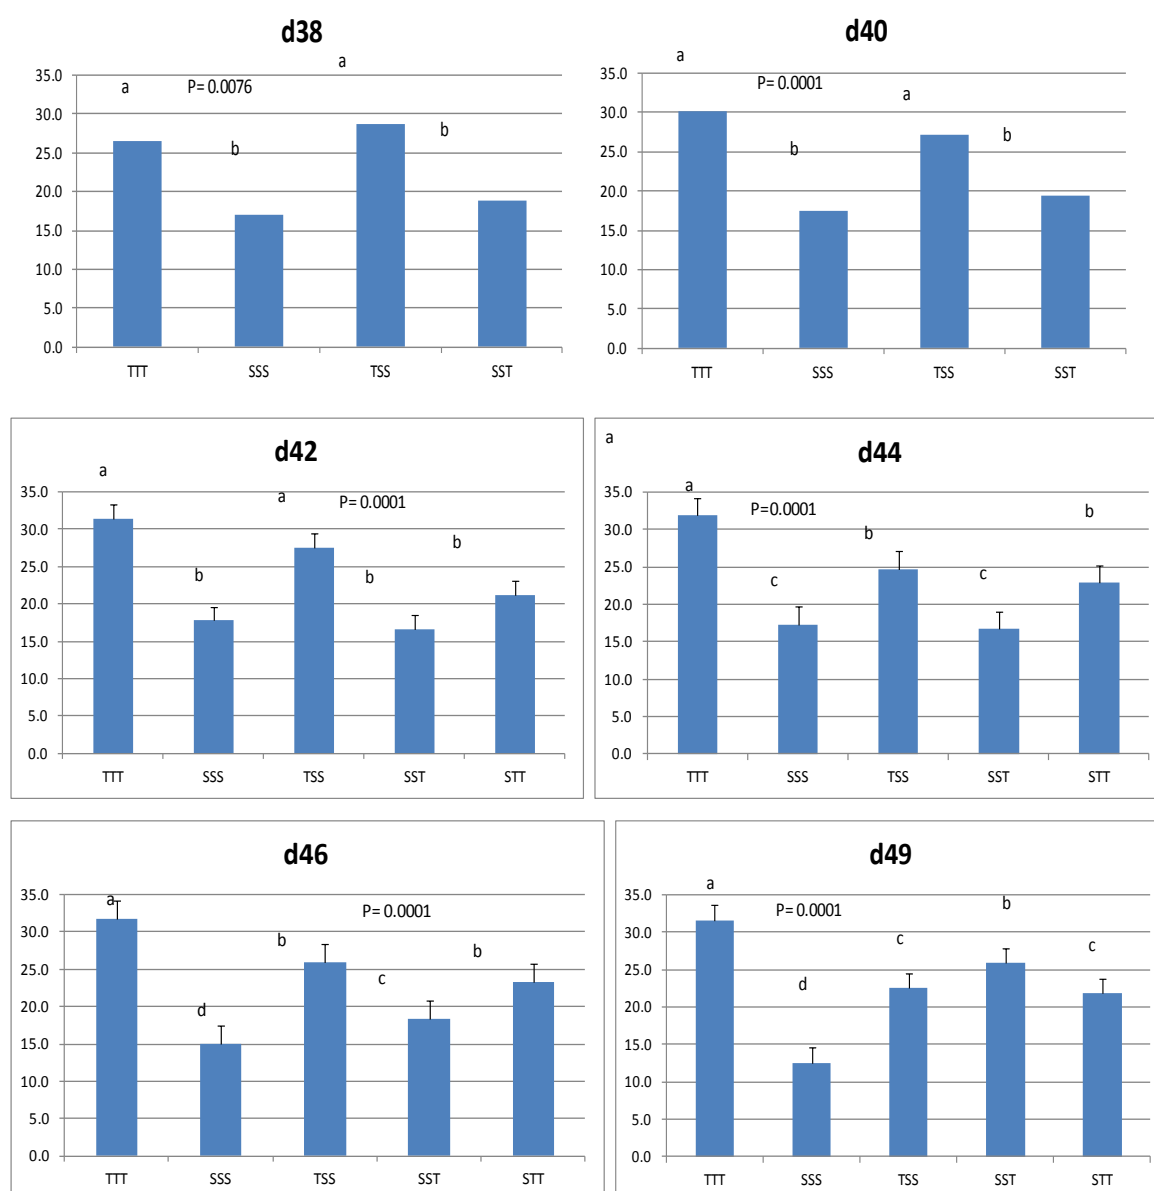 d38
a
35.0
a
P= 0.0076
30.0
b
b
25.0
20.0
15.0
10.0
5.0
0.0
TTT SSS TSS SST
d40
a
35.0
P= 0.0001
a
30.0
b
b
25.0
20.0
15.0
10.0
5.0
0.0
TTT SSS TSS SST
d42
a
35.0
a
P= 0.0001
30.0
b
b
b
25.0
20.0
15.0
10.0
5.0
0.0
TTT SSS TSS SST STT
a
d44
35.0
a
P= 0.0001
b
30.0
b
c
c
25.0
20.0
15.0
10.0
5.0
0.0
TTT SSS TSS SST STT
d46
35.0
a
P= 0.0001
30.0
b
b
c
25.0
d
20.0
15.0
10.0
5.0
0.0
TTT SSS TSS SST STT
d49
a
35.0
b
P= 0.0001
30.0
c
c
25.0
d
20.0
15.0
10.0
5.0
0.0
TTT SSS TSS SST STT